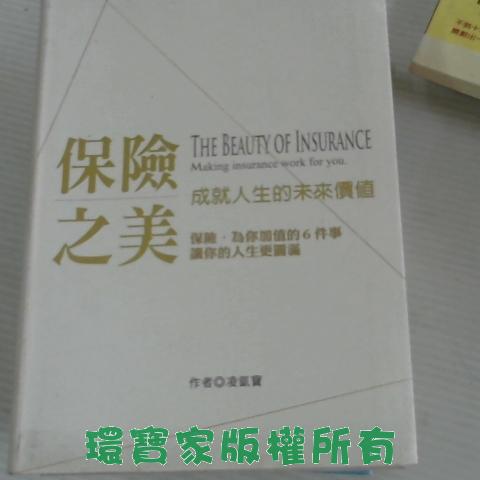 保險
之美
THE BEAUTY OF INSURANCE
Making insurance work for you.
成就人生的未來價值
保險，為你加值的6件事
讓你的人生更圓滿
作者◎凌氤寶
環寶家版權所有